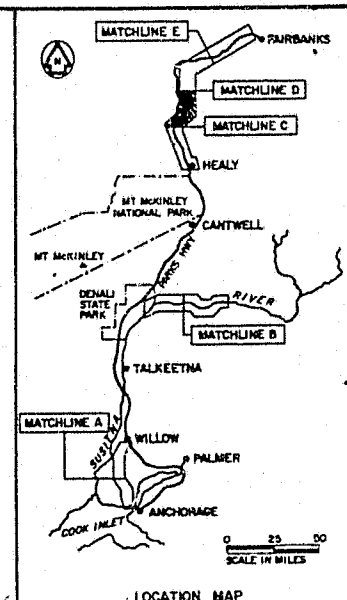 MATCHLINE E
FAIRBANKS
N
MATCHLINE D
MATCHLINE C
HEALY
MT McKINLEY
NATIONAL PARK
CANTWELL
MT McKINLEY
PARKS HWY
DENALI
STATE
PARK
RIVER
MATCHLINE B
TALKEETNA
MATCHLINE A
SUSITNA
WILLOW
PALMER
ANCHORAGE
COOK INLET
0 25 50
SCALE IN MILES
LOCATION MAP